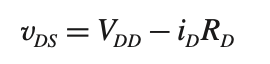 v_DS = V_DD − i_D R_D